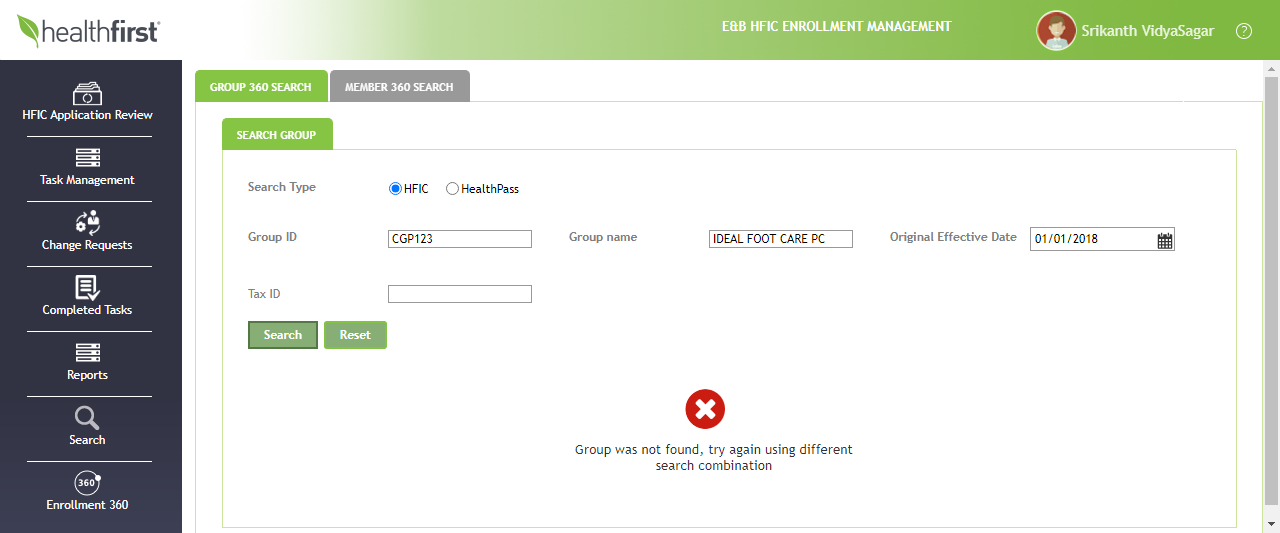 healthfirst
E&B HFIC ENROLLMENT MANAGEMENT
Srikanth VidyaSagar
?
HFIC Application Review
Task Management
Change Requests
Completed Tasks
Reports
Search
360
Enrollment 360
GROUP 360 SEARCH
MEMBER 360 SEARCH
SEARCH GROUP
Search Type
HFIC
HealthPass
Group ID
CGP123
Group name
IDEAL FOOT CARE PC
Original Effective Date
01/01/2018
Tax ID
Search
Reset
Group was not found, try again using different
search combination